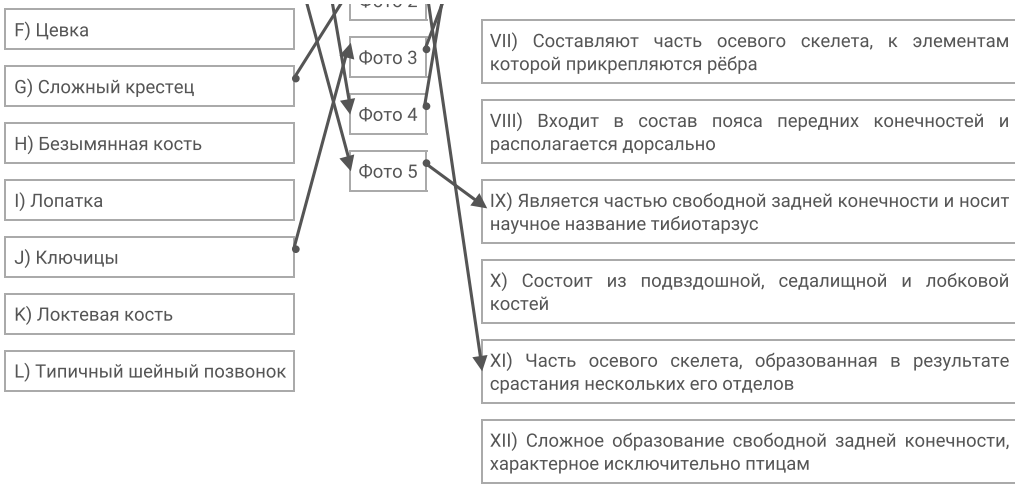 F) Цевка
G) Сложный крестец
H) Безымянная кость
I) Лопатка
J) Ключицы
K) Локтевая кость
L) Типичный шейный позвонок
Фото 2
Фото 3
Фото 4
Фото 5
VII) Составляют часть осевого скелета, к элементам
которой прикрепляются рёбра
VIII) Входит в состав пояса передних конечностей и
располагается дорсально
IX) Является частью свободной задней конечности и носит
научное название тибиотарзус
X) Состоит из подвздошной, седалищной и лобковой
костей
XI) Часть осевого скелета, образованная в результате
срастания нескольких его отделов
XII) Сложное образование свободной задней конечности,
характерное исключительно птицам